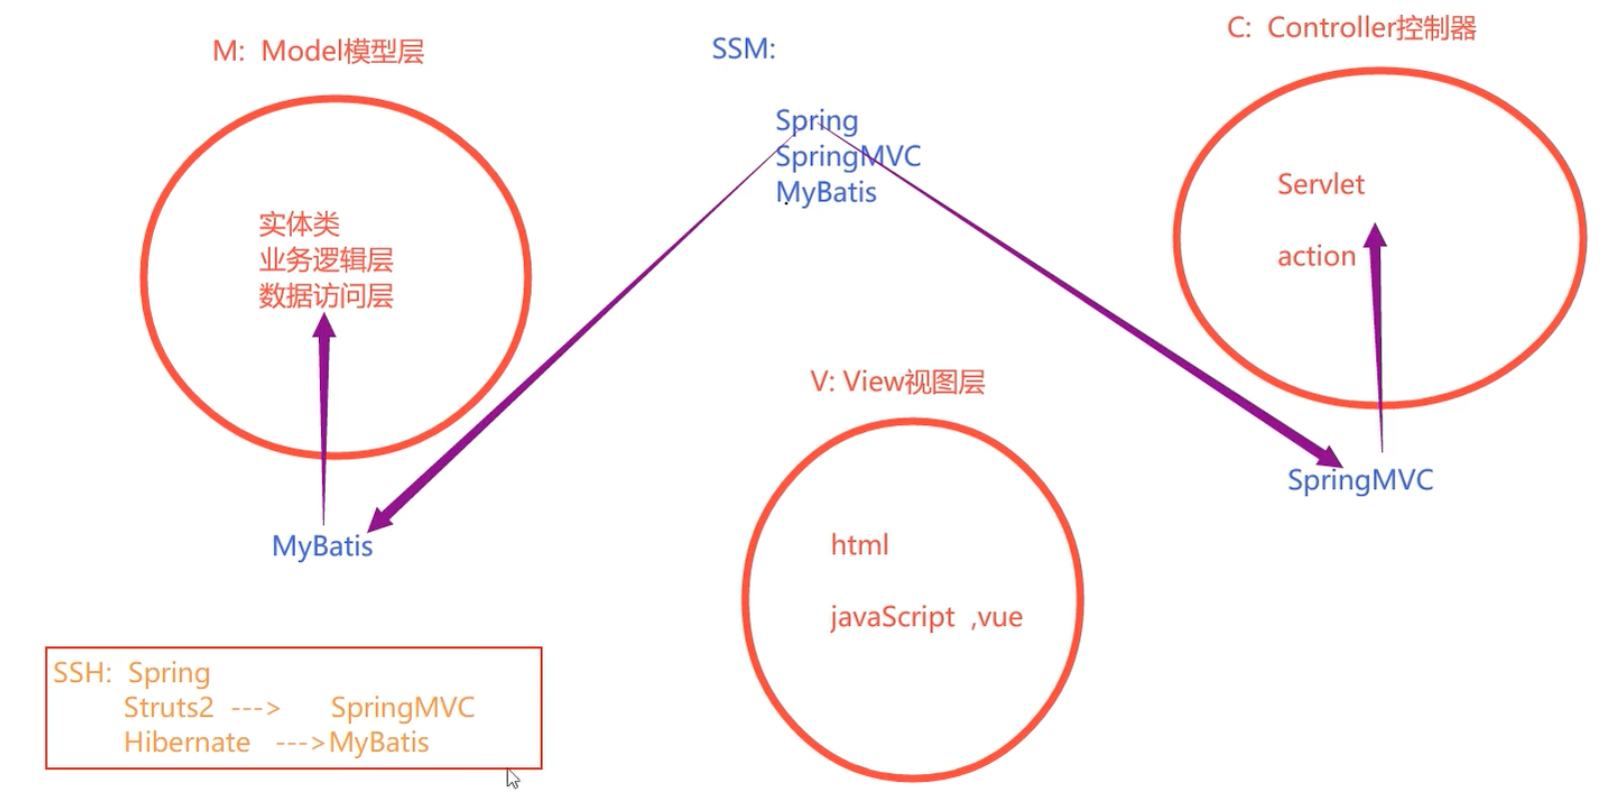 M:  Model模型层
实体类
业务逻辑层
数据访问层
MyBatis
SSM:
Spring
SpringMVC
MyBatis
C:  Controller控制器
Servlet
action
SpringMVC
V: View视图层
html
javaScript  ,vue
SSH:  Spring
Struts2  --->      SpringMVC
Hibernate   --->MyBatis